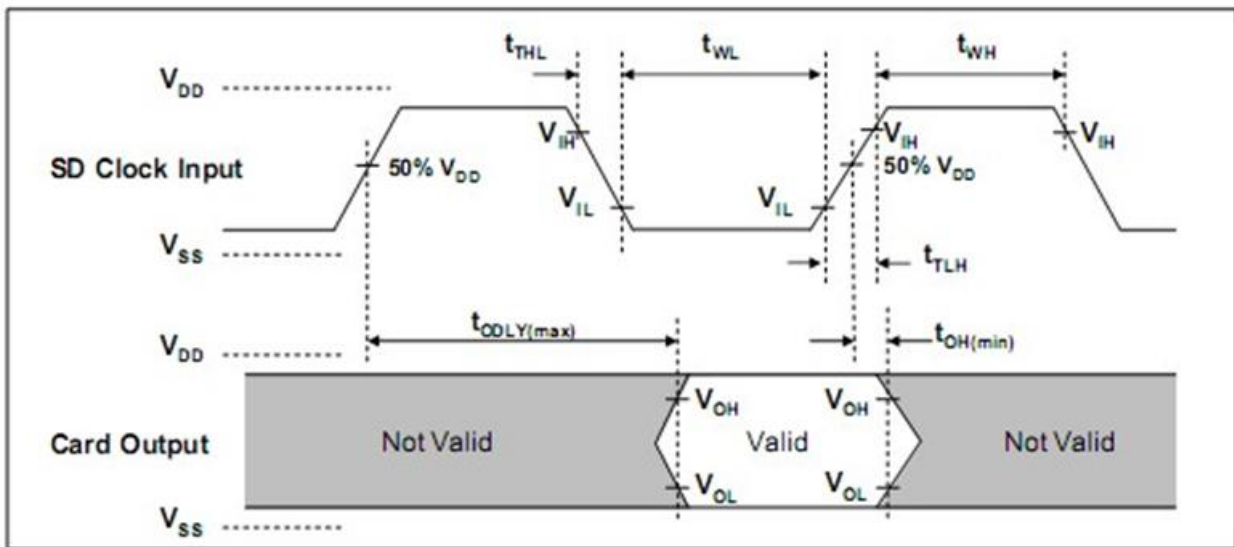 tTHL tWL tWH
VDD
VIH VIH VIH
SD Clock Input 50% VDD 50% VDD
VIL VIL
VSS
tTLH
tODLY(max) tOH(min)
VDD
VOH VOH
Card Output Not Valid Valid Not Valid
VOL VOL
VSS